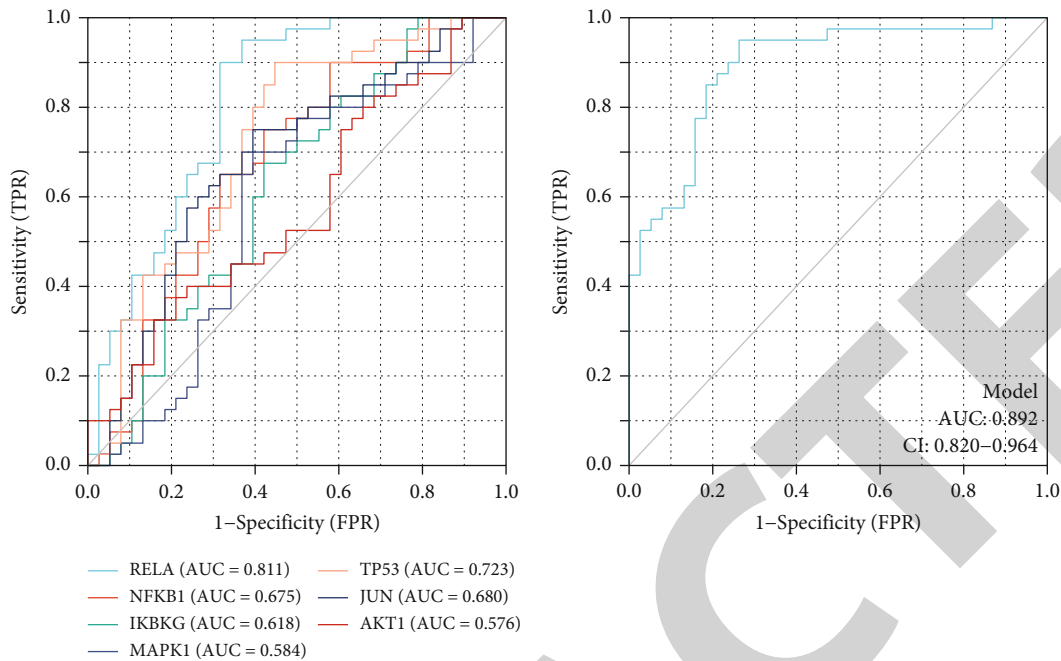 1.0
0.8
0.6
0.4
0.2
0.0
Sensitivity (TPR)
0.0 0.2 0.4 0.6 0.8 1.0
1−Specificity (FPR)
RELA (AUC = 0.811)
NFKB1 (AUC = 0.675)
IKBKG (AUC = 0.618)
MAPK1 (AUC = 0.584)
TP53 (AUC = 0.723)
JUN (AUC = 0.680)
AKT1 (AUC = 0.576)
1.0
0.8
0.6
0.4
0.2
0.0
Sensitivity (TPR)
Model
AUC: 0.892
CI: 0.820−0.964
0.0 0.2 0.4 0.6 0.8 1.0
1−Specificity (FPR)